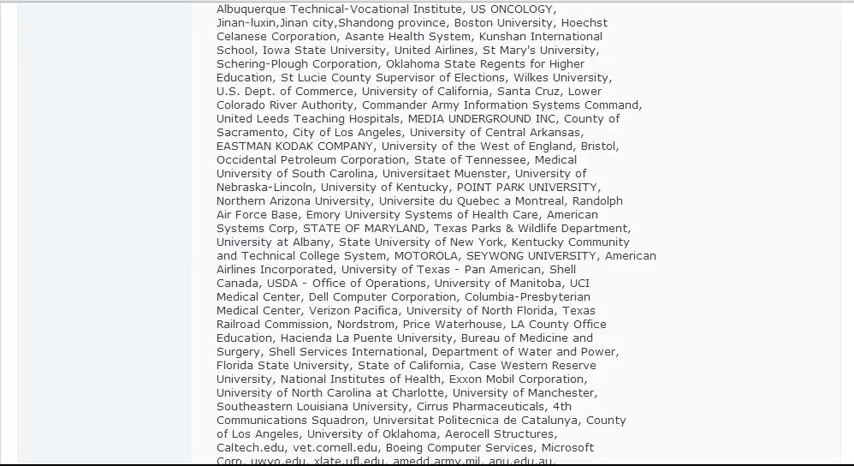 Albuquerque Technical-Vocational Institute, US ONCOLOGY,
Jinan-luxin,Jinan city,Shandong province, Boston University, Hoechst
Celanese Corporation, Asante Health System, Kunshan International
School, Iowa State University, United Airlines, St Mary's University,
Schering-Plough Corporation, Oklahoma State Regents for Higher
Education, St Lucie County Supervisor of Elections, Wilkes University,
U.S. Dept. of Commerce, University of California, Santa Cruz, Lower
Colorado River Authority, Commander Army Information Systems Command,
United Leeds Teaching Hospitals, MEDIA UNDERGROUND INC, County of
Sacramento, City of Los Angeles, University of Central Arkansas,
EASTMAN KODAK COMPANY, University of the West of England, Bristol,
Occidental Petroleum Corporation, State of Tennessee, Medical
University of South Carolina, Universitaet Muenster, University of
Nebraska-Lincoln, University of Kentucky, POINT PARK UNIVERSITY,
Northern Arizona University, Universite du Quebec a Montreal, Randolph
Air Force Base, Emory University Systems of Health Care, American
Systems Corp, STATE OF MARYLAND, Texas Parks & Wildlife Department,
University at Albany, State University of New York, Kentucky Community
and Technical College System, MOTOROLA, SEYWONG UNIVERSITY, American
Airlines Incorporated, University of Texas - Pan American, Shell
Canada, USDA - Office of Operations, University of Manitoba, UCI
Medical Center, Dell Computer Corporation, Columbia-Presbyterian
Medical Center, Verizon Pacifica, University of North Florida, Texas
Railroad Commission, Nordstrom, Price Waterhouse, LA County Office
Education, Hacienda La Puente University, Bureau of Medicine and
Surgery, Shell Services International, Department of Water and Power,
Florida State University, State of California, Case Western Reserve
University, National Institutes of Health, Exxon Mobil Corporation,
University of North Carolina at Charlotte, University of Manchester,
Southeastern Louisiana University, Cirrus Pharmaceuticals, 4th
Communications Squadron, Universitat Politecnica de Catalunya, County
of Los Angeles, University of Oklahoma, Aerocell Structures,
Caltech.edu, vet.cornell.edu, Boeing Computer Services, Microsoft
Corp, uwyo.edu, xlate.ufl.edu, amedd.army.mil, anu.edu.au,